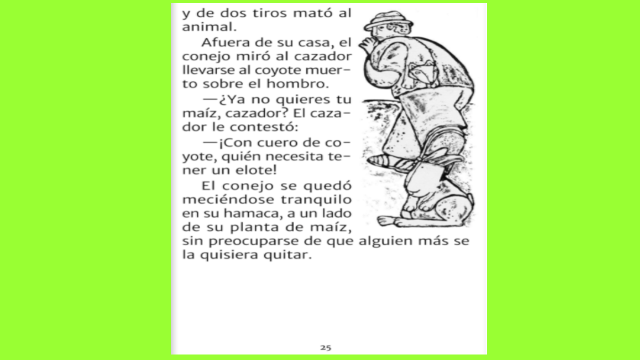 y de dos tiros mató al
animal.
Afuera de su casa, el
conejo miró al cazador
llevarse al coyote muer-
to sobre el hombro.
—¿Ya no quieres tu
maíz, cazador? El caza-
dor le contestó:
—¡Con cuero de co-
yote, quién necesita te-
ner un elote!
El conejo se quedó
meciéndose tranquilo
en su hamaca, a un lado
de su planta de maíz,
sin preocuparse de que alguien más se
la quisiera quitar.
25